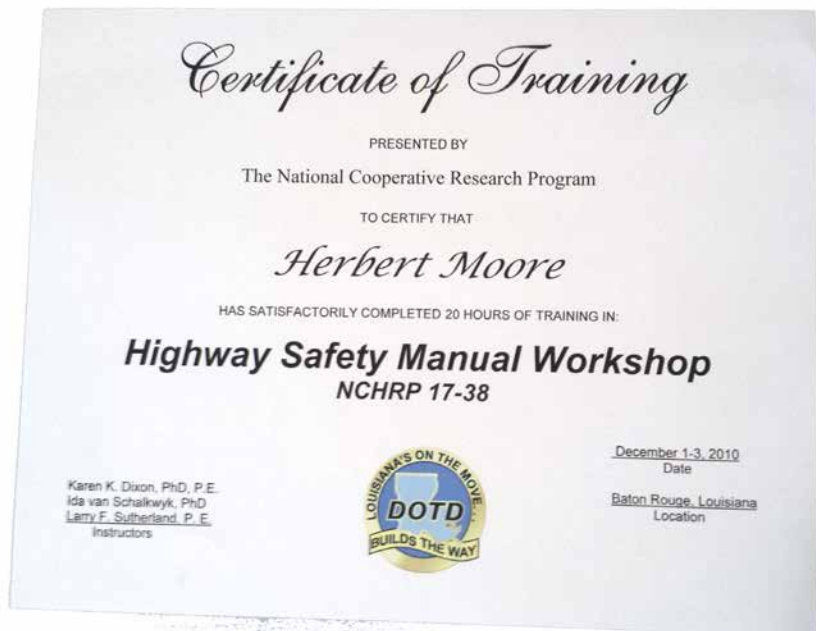 Certificate of Training
PRESENTED BY
The National Cooperative Research Program
TO CERTIFY THAT
Herbert Moore
HAS SATISFACTORILY COMPLETED 20 HOURS OF TRAINING IN:
Highway Safety Manual Workshop
NCHRP 17-38
Karen K. Dixon, PhD, P.E.
Ida van Schalkwyk, PhD
Larry F. Sutherland, P. E.
Instructors
LOUISIANA'S ON THE MOVE...
DOTD
BUILDS THE WAY
December 1-3, 2010
Date
Baton Rouge, Louisiana
Location